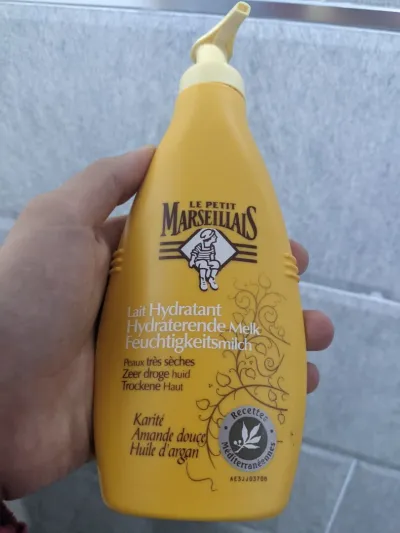 LE PETIT
MARSEILLAIS
Lait Hydratant
Hydraterende Melk
Feuchtigkeitsmilch
Peaux très sèches
Zeer droge huid
Trockene Haut
Karité
Amande douce
Huile d'argan
Recettes
Méditerranéennes